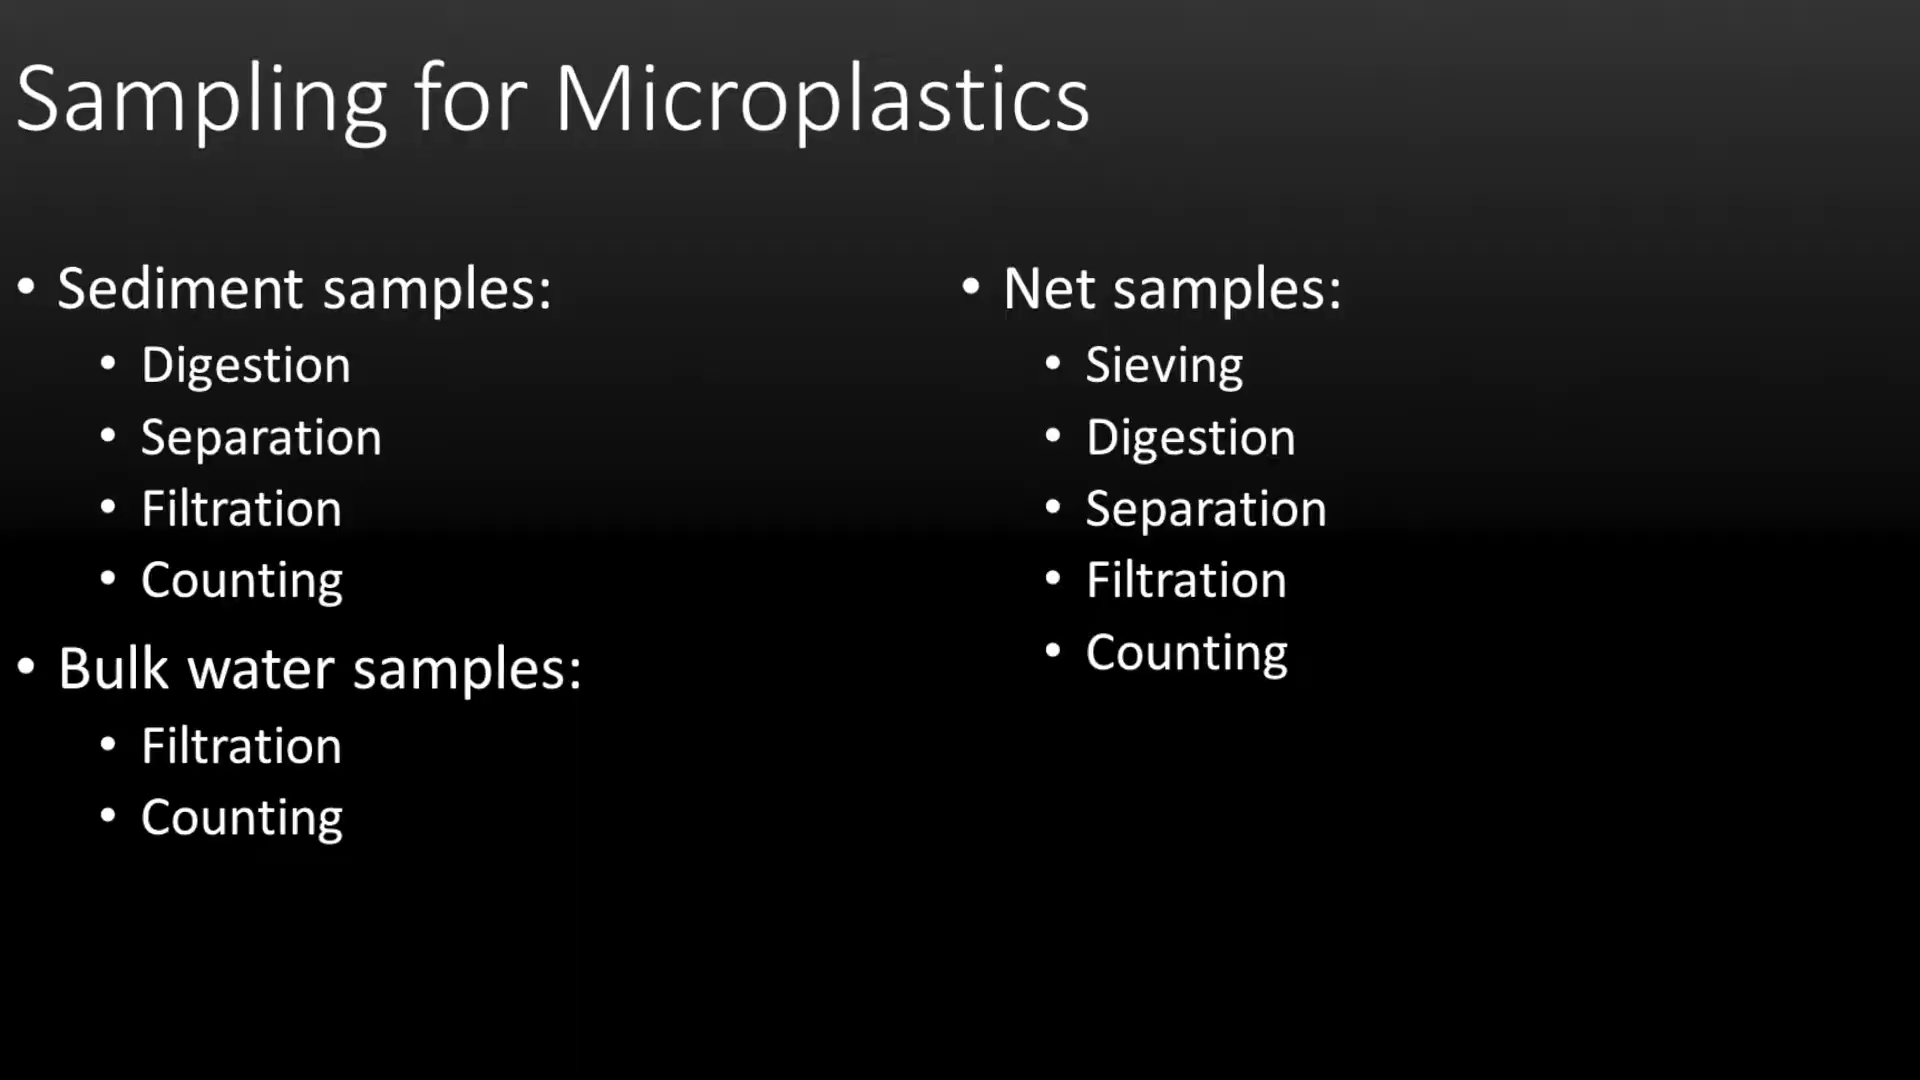 Sampling for Microplastics
• Sediment samples:
• Digestion
• Separation
• Filtration
• Counting
• Bulk water samples:
• Filtration
• Counting
• Net samples:
• Sieving
• Digestion
• Separation
• Filtration
• Counting